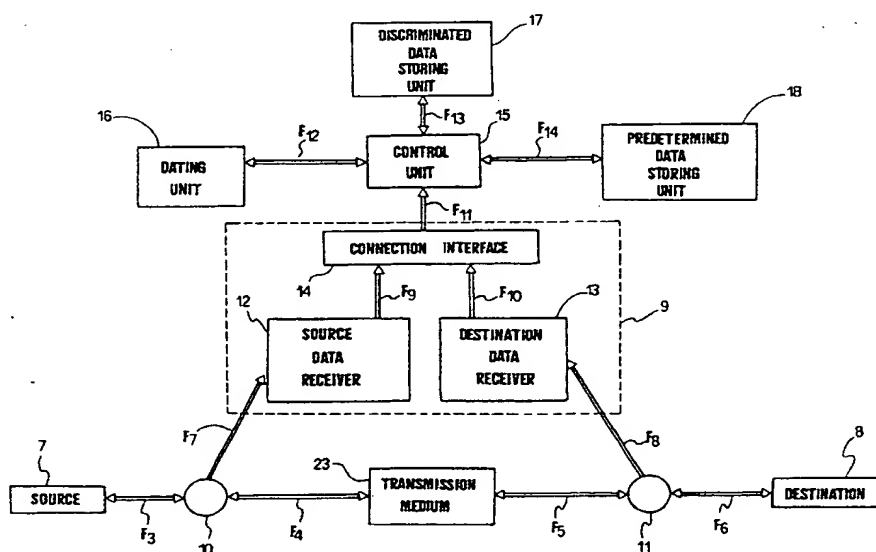 DISCRIMINATED
DATA
STORING
UNIT
17
16
F12
F13
15
F14
18
DATING
UNIT
CONTROL
UNIT
PREDETERMINED
DATA
STORING
UNIT
F11
CONNECTION INTERFACE
14
F9
F10
12
13
9
SOURCE
DATA
RECEIVER
DESTINATION
DATA
RECEIVER
F7
F8
7
23
8
SOURCE
TRANSMISSION
MEDIUM
DESTINATION
F3
10
F4
F5
11
F6